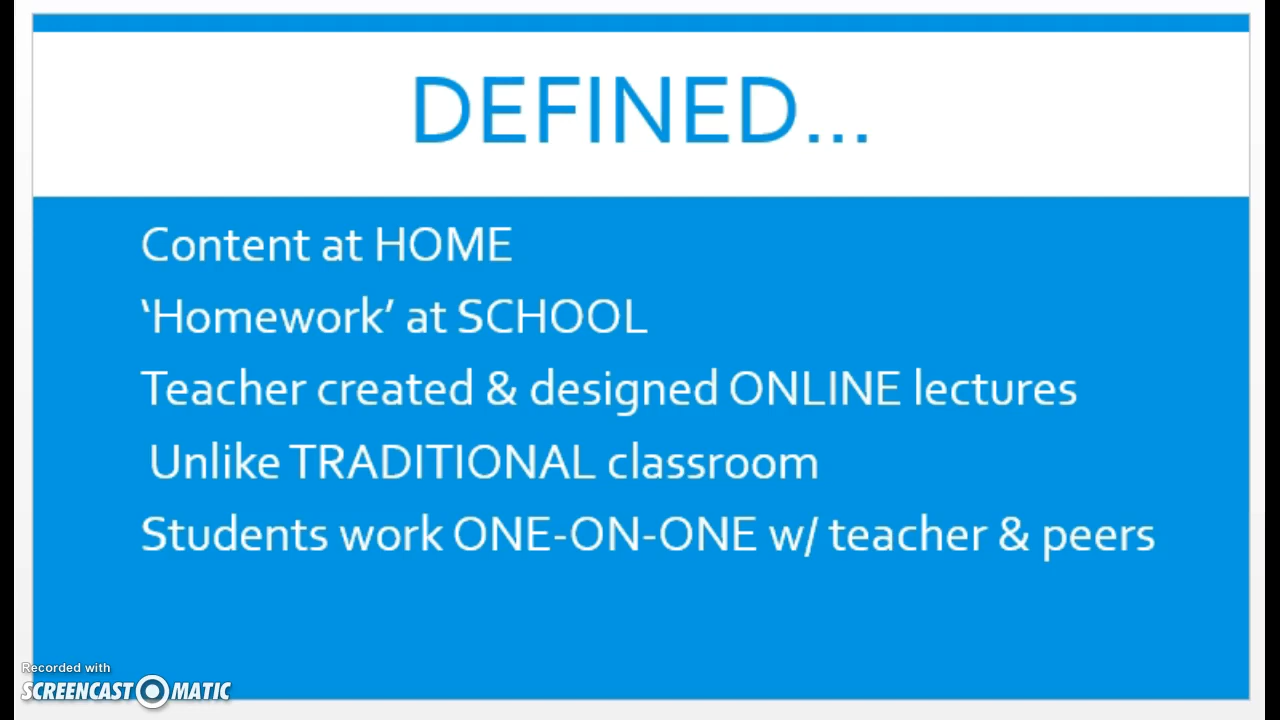 DEFINED...
Content at HOME
‘Homework’ at SCHOOL
Teacher created & designed ONLINE lectures
Unlike TRADITIONAL classroom
Students work ONE-ON-ONE w/ teacher & peers
Recorded with
SCREENCAST MATIC